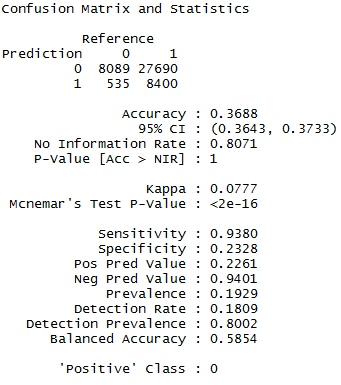 Confusion Matrix and Statistics
Reference
Prediction 0 1
0 8089 27690
1 535 8400
Accuracy : 0.3688
95% CI : (0.3643, 0.3733)
No Information Rate : 0.8071
P-Value [Acc > NIR] : 1
Kappa : 0.0777
Mcnemar's Test P-Value : <2e-16
Sensitivity : 0.9380
Specificity : 0.2328
Pos Pred Value : 0.2261
Neg Pred Value : 0.9401
Prevalence : 0.1929
Detection Rate : 0.1809
Detection Prevalence : 0.8002
Balanced Accuracy : 0.5854
'Positive' Class : 0